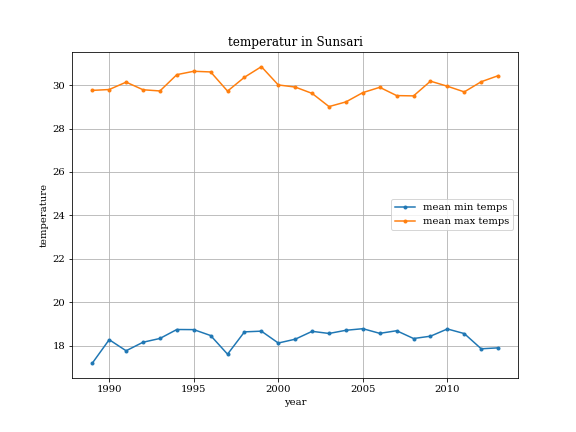 temperatur in Sunsari
temperature
30
28
26
24
22
20
18
mean min temps
mean max temps
1990 1995 2000 2005 2010
year